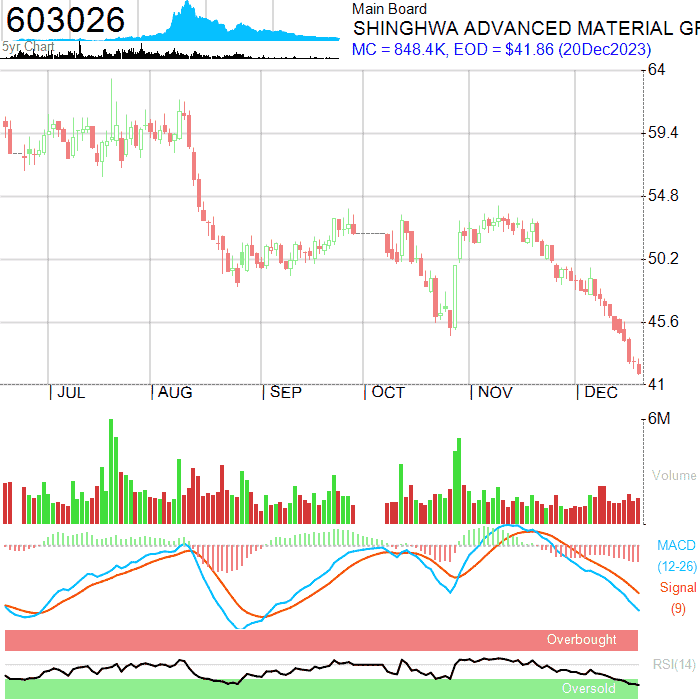 603026
5yr Chart
Main Board
SHINGHWA ADVANCED MATERIAL GR
MC = 848.4K, EOD = $41.86 (20Dec2023)
64
59.4
54.8
50.2
45.6
41
JUL
AUG
SEP
OCT
NOV
DEC
6M
Volume
MACD
(12-26)
Signal
(9)
Overbought
RSI(14)
Oversold